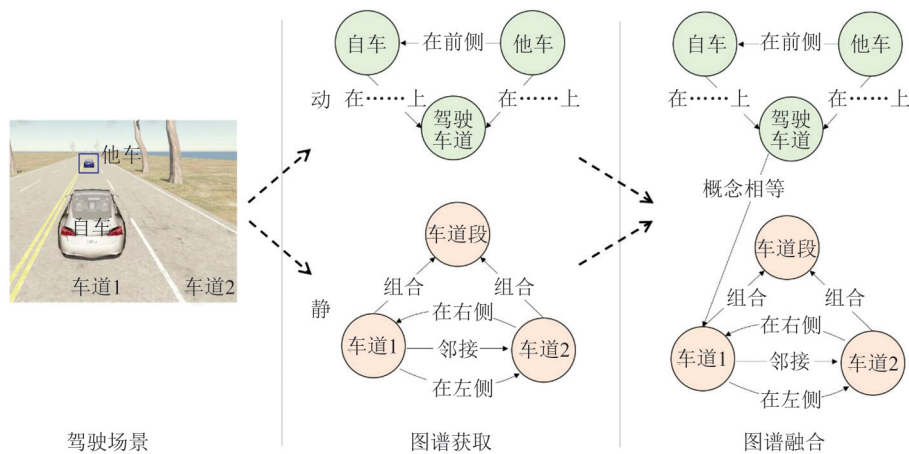 他车
自车
车道1
车道2
驾驶场景
自车
在前侧
他车
动
在……上
在……上
驾驶
车道
车道段
组合
组合
静
在右侧
车道1
邻接
车道2
在左侧
图谱获取
自车
在前侧
他车
在……上
在……上
驾驶
车道
概念相等
车道段
组合
组合
在右侧
车道1
邻接
车道2
在左侧
图谱融合